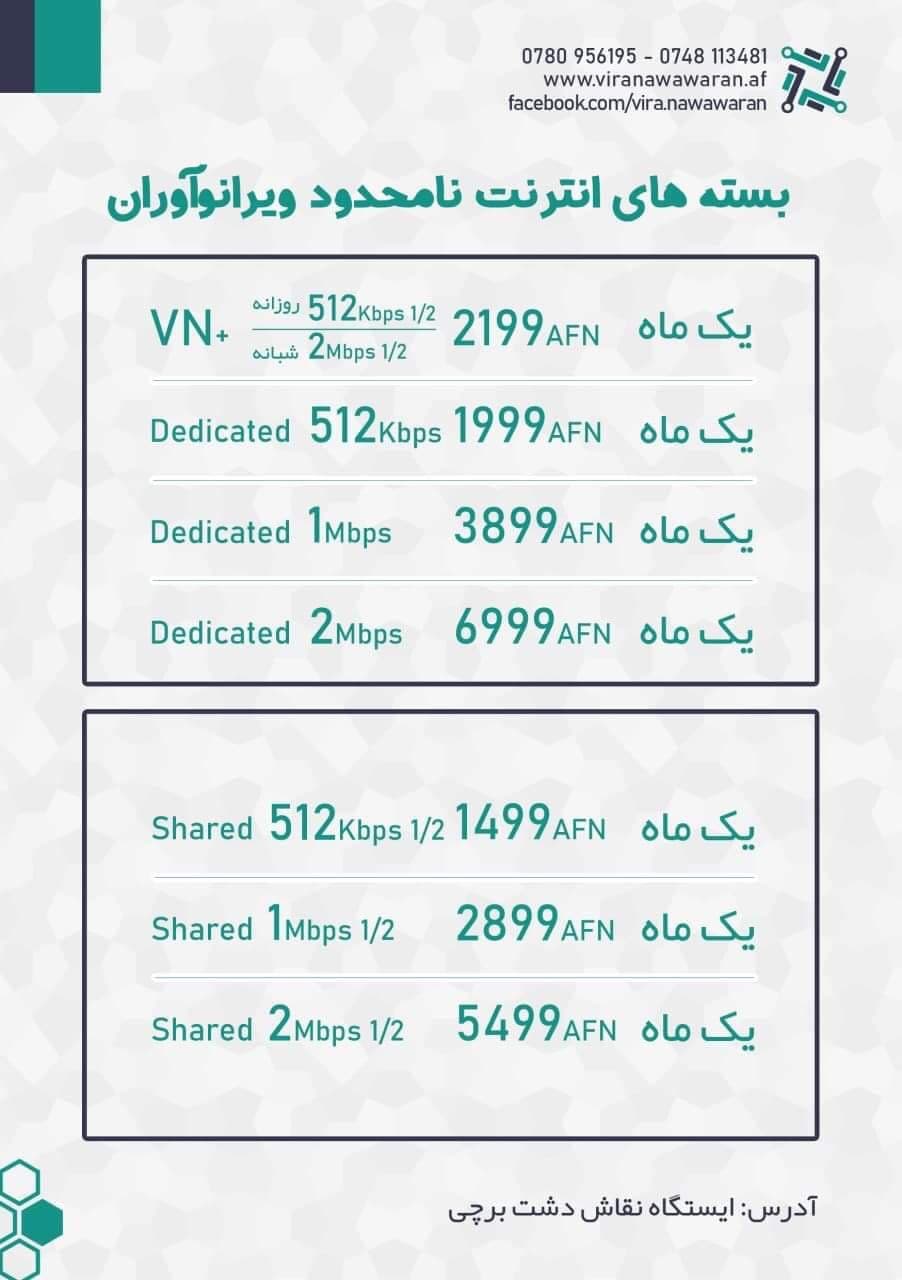 0780 956195 - 0748 113481
www.viranawawaran.af
facebook.com/vira.nawawaran
بسته های انترنت نامحدود ویرانوآوران
VN+ روزانه 512Kbps 1/2 2199AFN یک ماه
شبانه 2Mbps 1/2
Dedicated 512Kbps 1999AFN یک ماه
Dedicated 1Mbps 3899AFN یک ماه
Dedicated 2Mbps 6999AFN یک ماه
Shared 512Kbps 1/2 1499AFN یک ماه
Shared 1Mbps 1/2 2899AFN یک ماه
Shared 2Mbps 1/2 5499AFN یک ماه
آدرس: ایستگاه نقاش دشت برچی